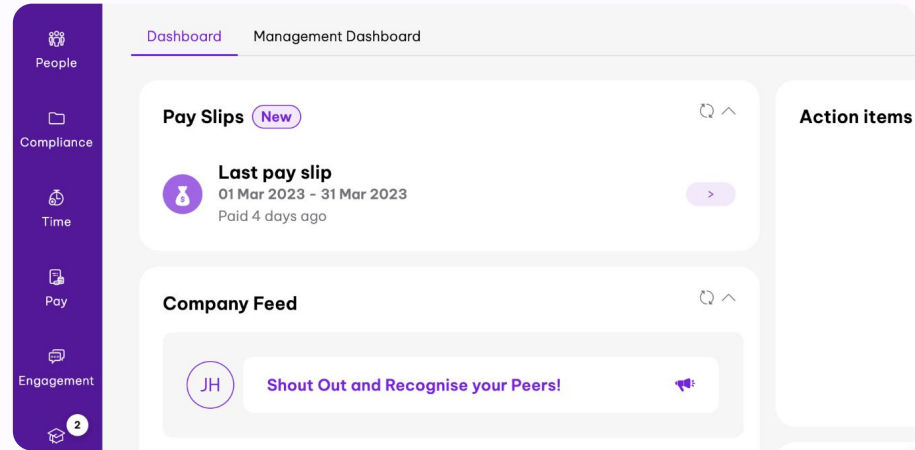 People
Compliance
Time
Pay
Engagement
2
Dashboard Management Dashboard
Pay Slips New
Last pay slip
01 Mar 2023 - 31 Mar 2023
Paid 4 days ago
>
Company Feed
JH Shout Out and Recognise your Peers!
Action items